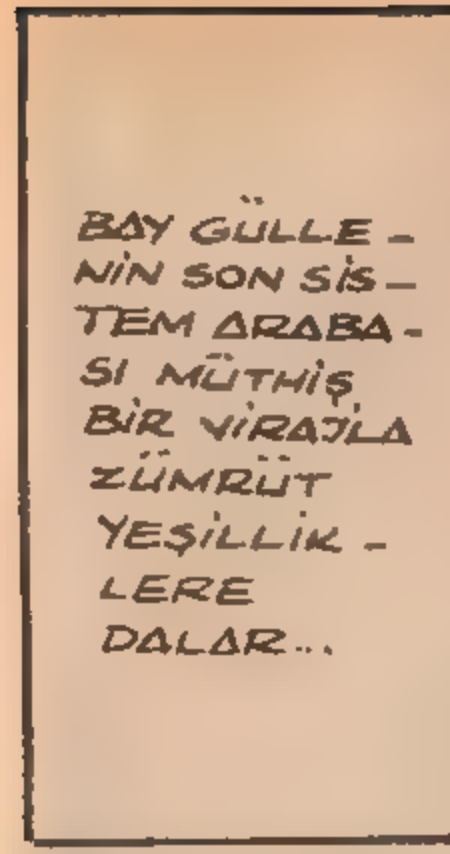 BAY GÜLLE-
NİN SON SİS-
TEM ARABA-
SI MÜTHİŞ
BİR VİRAJLA
ZÜMRÜT
YEŞİLLİK-
LERE
DALAR...